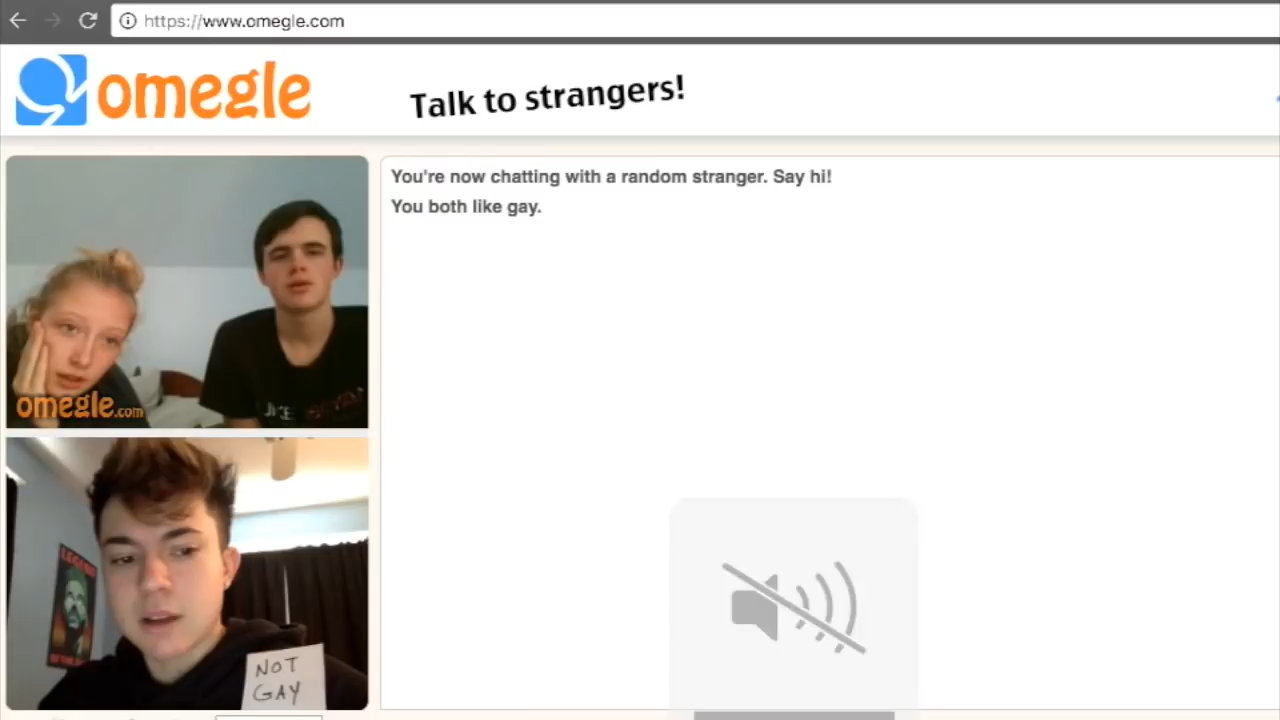 https://www.omegle.com
omegle
Talk to strangers!
You're now chatting with a random stranger. Say hi!
You both like gay.
omegle.com
LEGEND
NOT
GAY